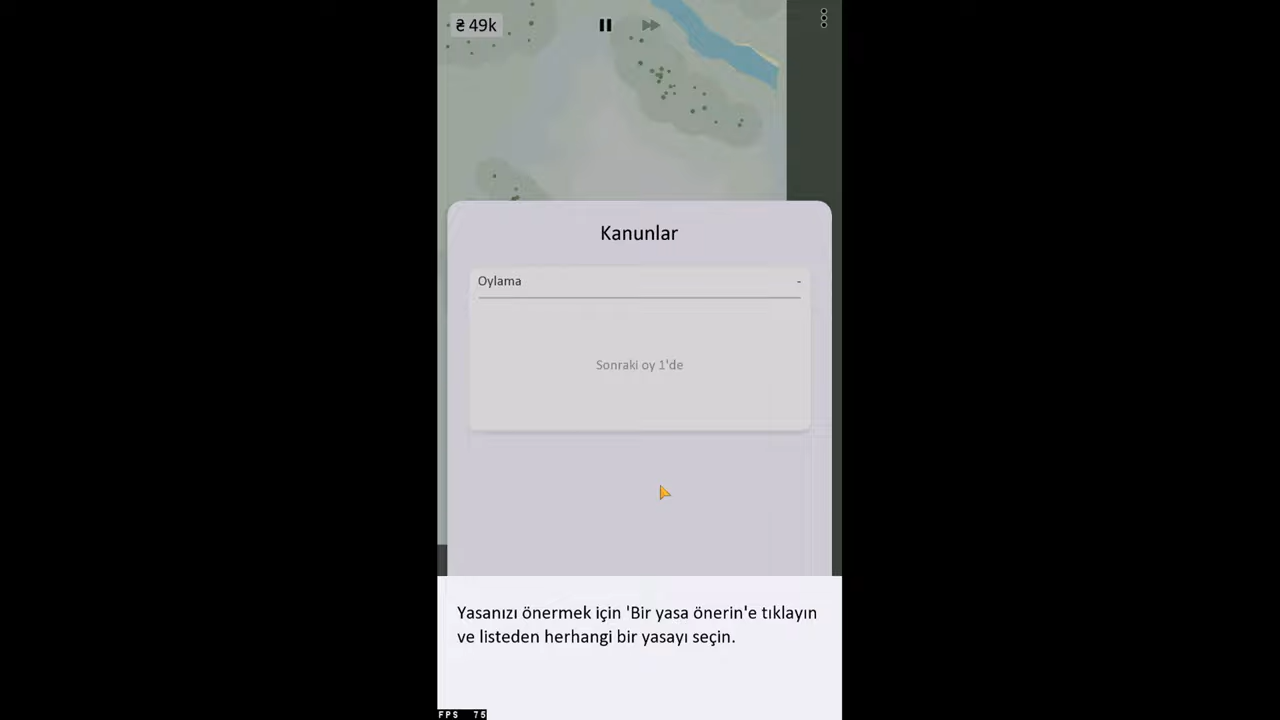 ₴ 49k
Kanunlar
Oylama -
Sonraki oy 1'de
Yasanızı önermek için 'Bir yasa önerin'e tıklayın
ve listeden herhangi bir yasayı seçin.
FPS 75